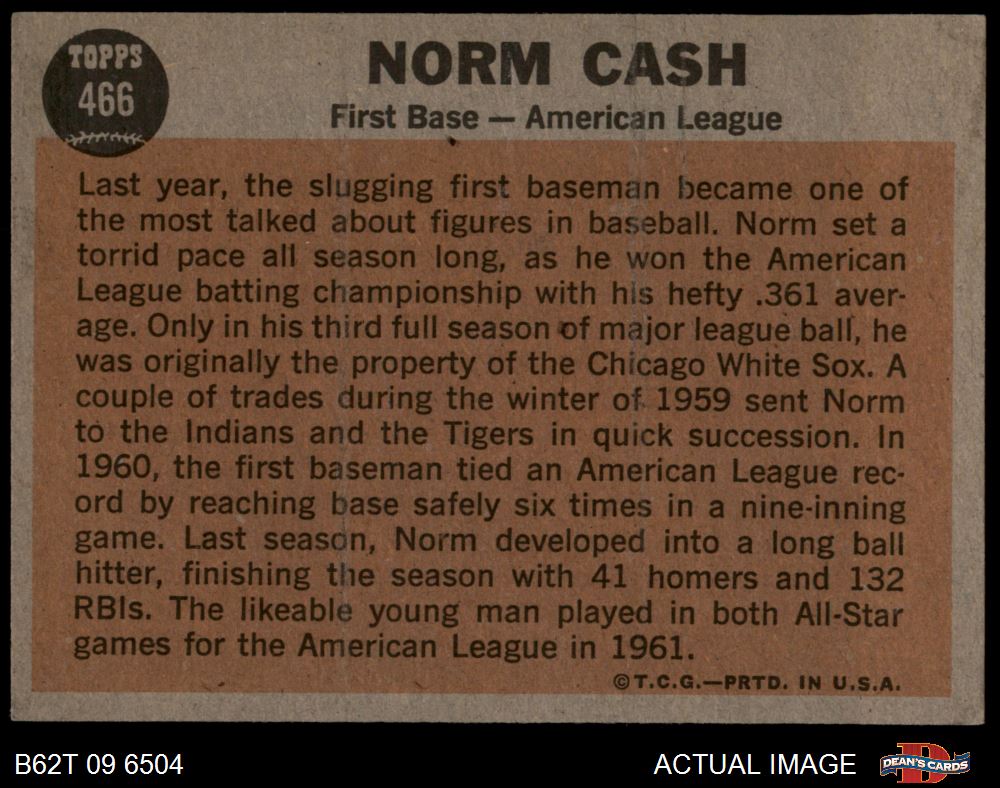 TOPPS
466
NORM CASH
First Base — American League
Last year, the slugging first baseman became one of
the most talked about figures in baseball. Norm set a
torrid pace all season long, as he won the American
League batting championship with his hefty .361 aver-
age. Only in his third full season of major league ball, he
was originally the property of the Chicago White Sox. A
couple of trades during the winter of 1959 sent Norm
to the Indians and the Tigers in quick succession. In
1960, the first baseman tied an American League rec-
ord by reaching base safely six times in a nine-inning
game. Last season, Norm developed into a long ball
hitter, finishing the season with 41 homers and 132
RBIs. The likeable young man played in both All-Star
games for the American League in 1961.
©T.C.G.—PRTD. IN U.S.A.
B62T 09 6504
ACTUAL IMAGE
D
DEAN'S CARDS